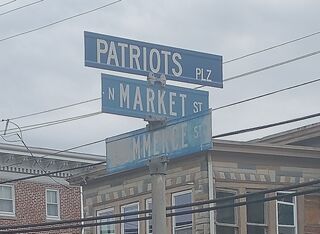 PATRIOTS PLZ
N MARKET ST
MMERCE ST